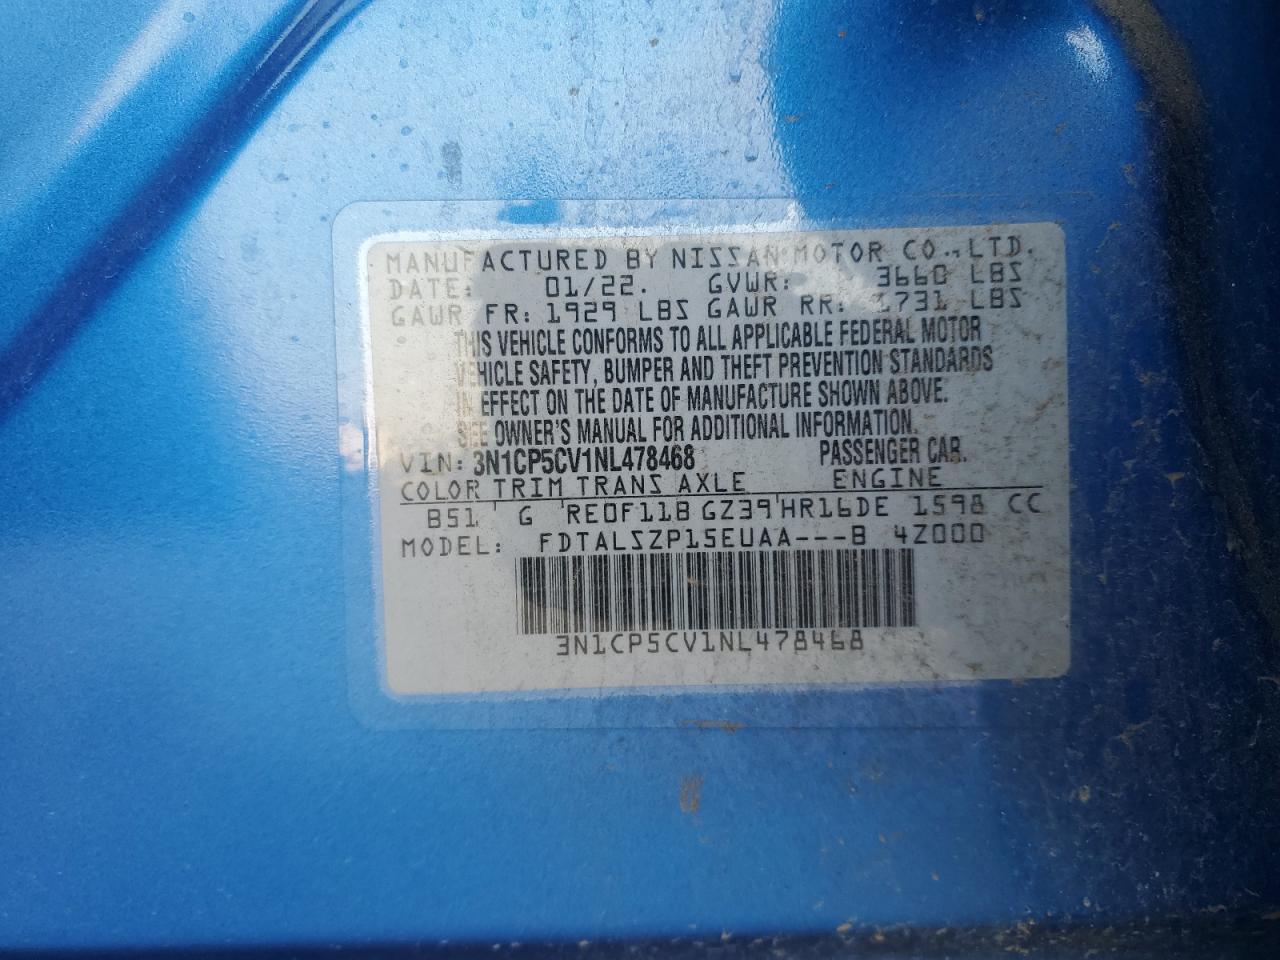 MANUFACTURED BY NISSAN MOTOR CO., LTD.
DATE: 01/22. GVWR: 3660 LBS
GAWR FR: 1929 LBS GAWR RR: 1731 LBS
THIS VEHICLE CONFORMS TO ALL APPLICABLE FEDERAL MOTOR
VEHICLE SAFETY, BUMPER AND THEFT PREVENTION STANDARDS
IN EFFECT ON THE DATE OF MANUFACTURE SHOWN ABOVE.
SEE OWNER'S MANUAL FOR ADDITIONAL INFORMATION.
VIN: 3N1CP5CV1NL478468 PASSENGER CAR.
COLOR TRIM TRANS AXLE ENGINE
B51 G RE0F11B GZ39 HR16DE 1598 CC
MODEL: FDTALSZP15EUAA---B 4Z000
3N1CP5CV1NL478468